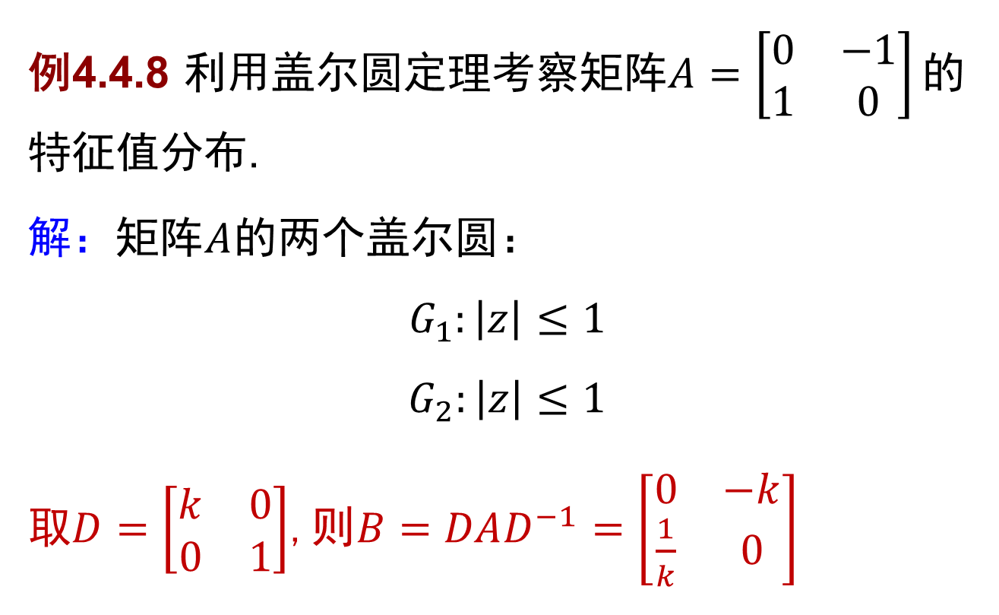 例4.4.8 利用盖尔圆定理考察矩阵$A = \begin{bmatrix} 0 & -1 \\ 1 & 0 \end{bmatrix}$ 的
特征值分布.
解：矩阵$A$的两个盖尔圆：
$G_1: |z| \leq 1$
$G_2: |z| \leq 1$
取$D = \begin{bmatrix} k & 0 \\ 0 & 1 \end{bmatrix}$, 则$B = DAD^{-1} = \begin{bmatrix} 0 & -k \\ \frac{1}{k} & 0 \end{bmatrix}$